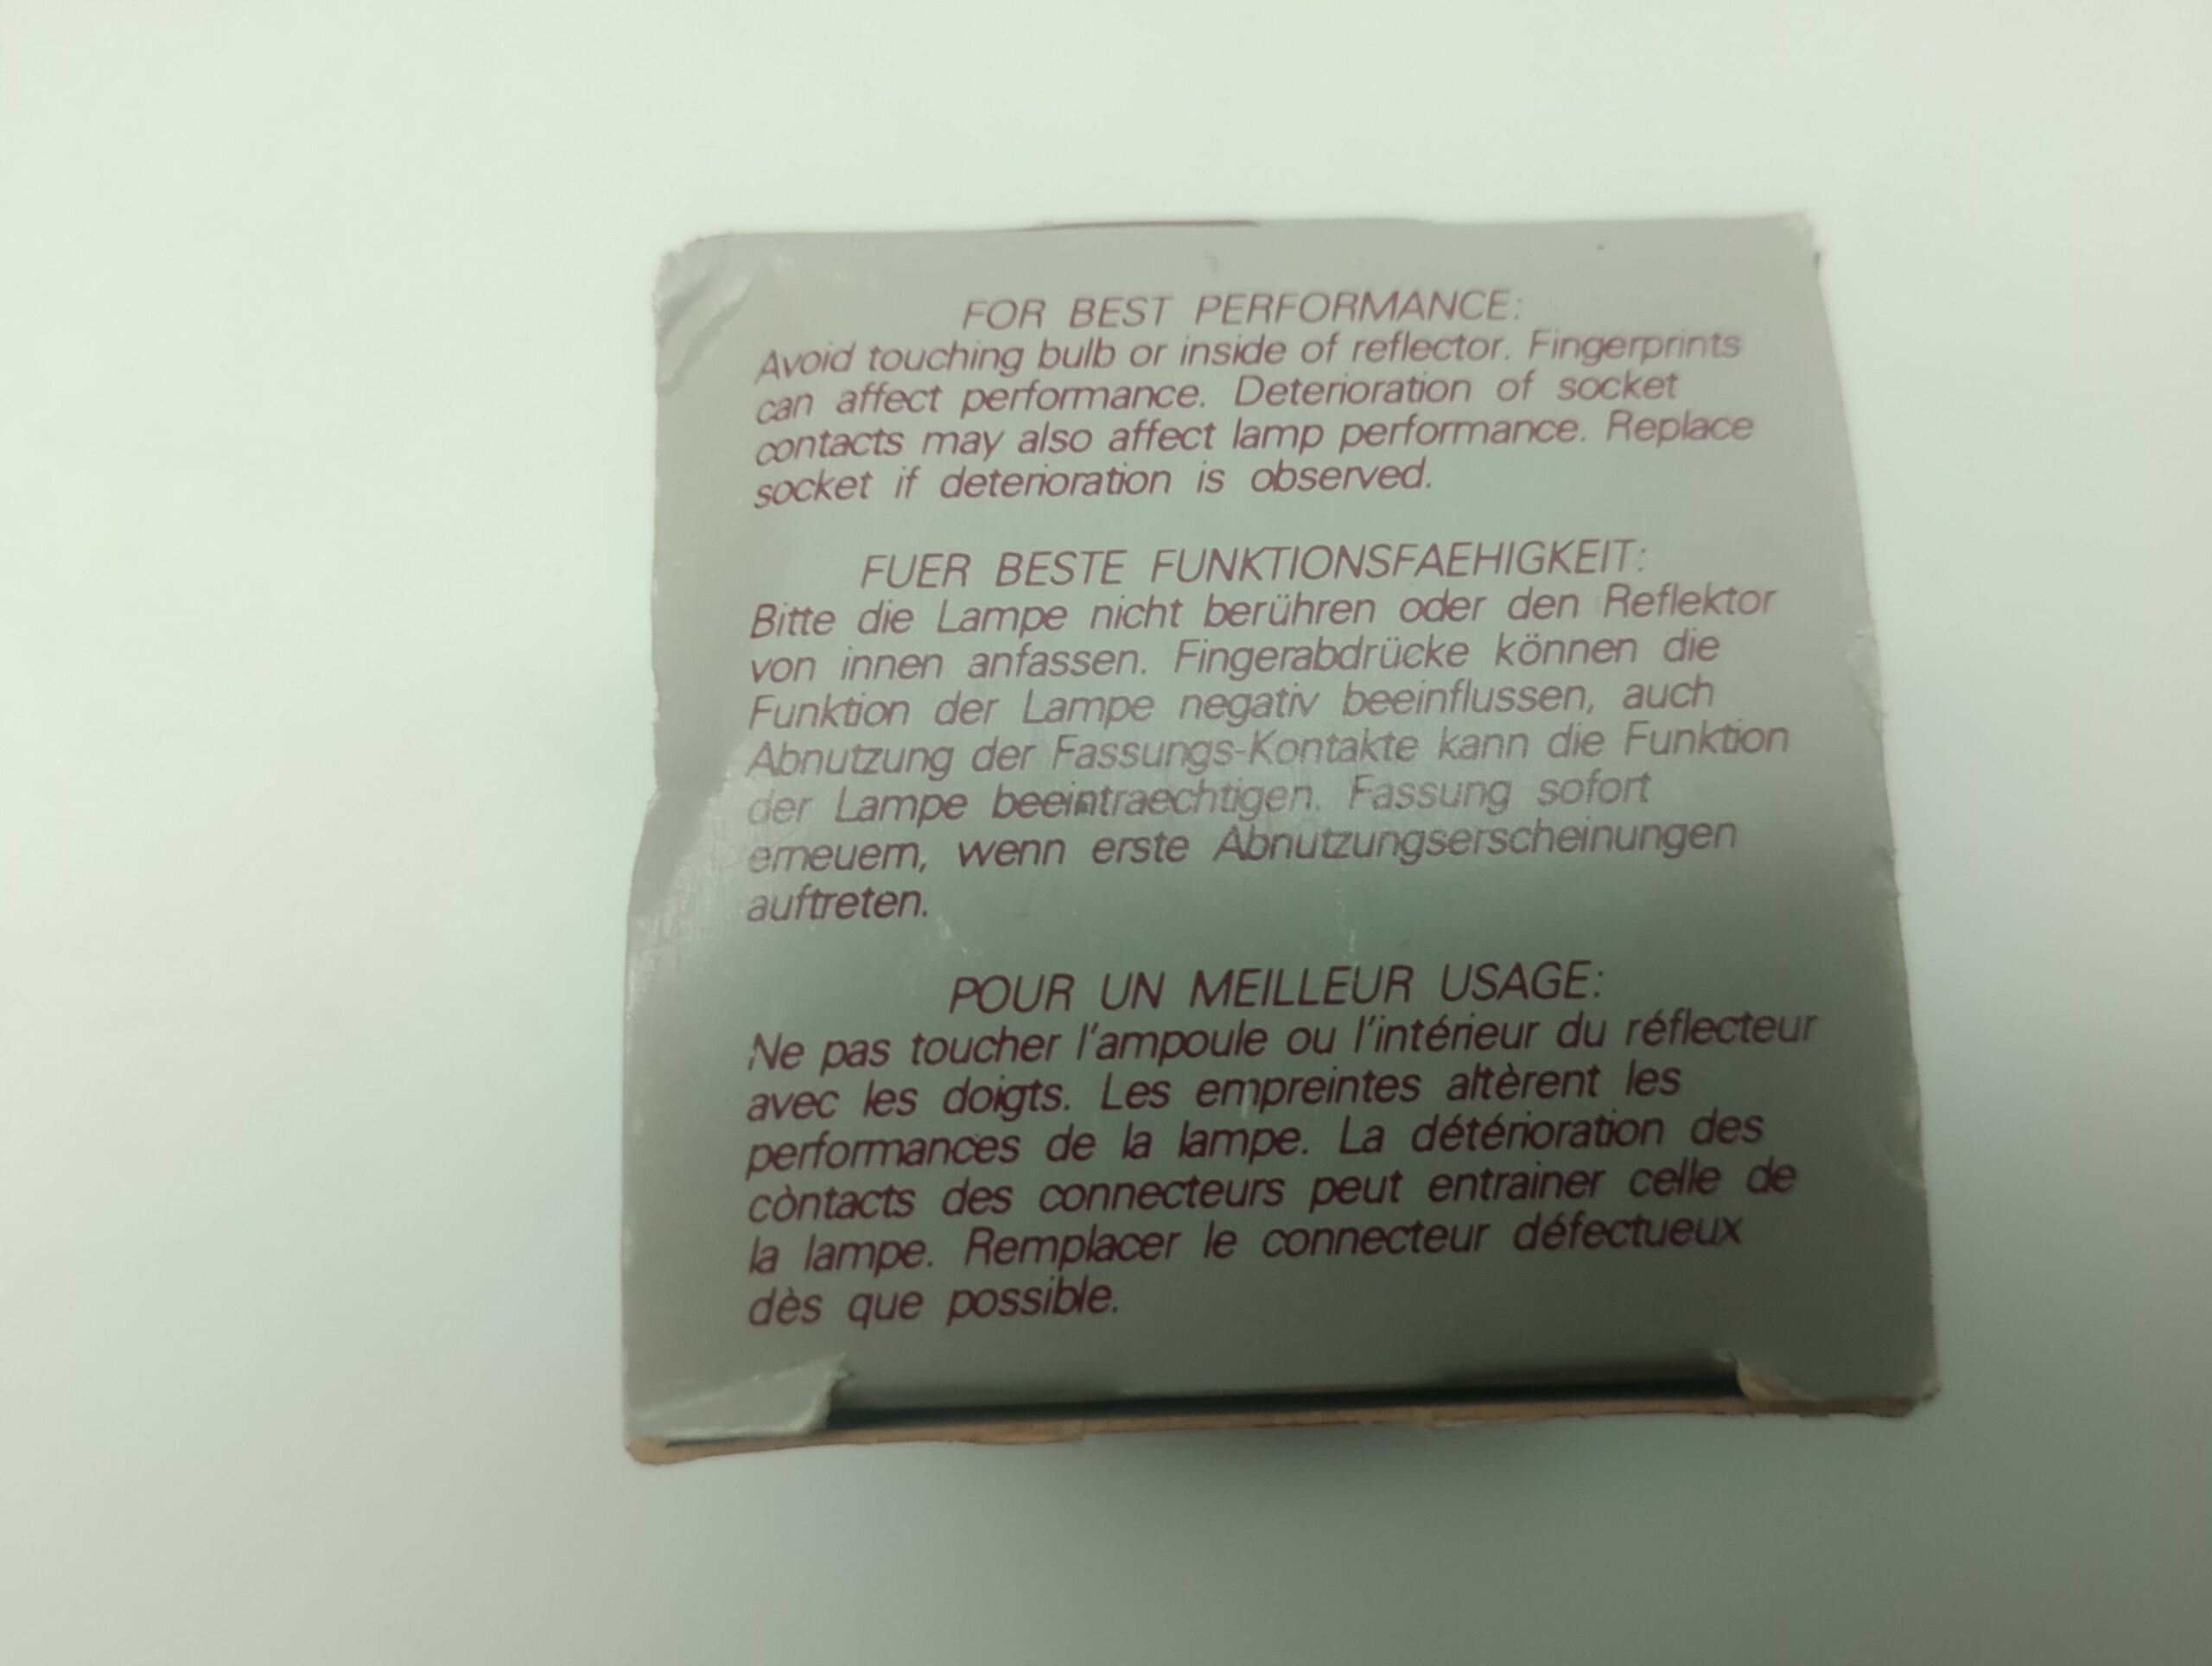 FOR BEST PERFORMANCE:
Avoid touching bulb or inside of reflector. Fingerprints
can affect performance. Deterioration of socket
contacts may also affect lamp performance. Replace
socket if deterioration is observed.
FUER BESTE FUNKTIONSFAEHIGKEIT:
Bitte die Lampe nicht berühren oder den Reflektor
von innen anfassen. Fingerabdrücke können die
Funktion der Lampe negativ beeinflussen, auch
Abnutzung der Fassungs-Kontakte kann die Funktion
der Lampe beeintraechtigen. Fassung sofort
erneuern, wenn erste Abnutzungserscheinungen
auftreten.
POUR UN MEILLEUR USAGE:
Ne pas toucher l'ampoule ou l'intérieur du réflecteur
avec les doigts. Les empreintes altèrent les
performances de la lampe. La détérioration des
còntacts des connecteurs peut entrainer celle de
la lampe. Remplacer le connecteur défectueux
dès que possible.